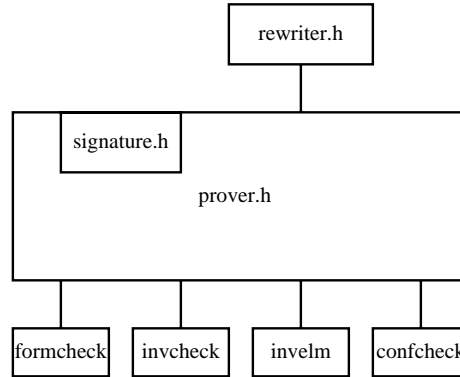 rewriter.h
signature.h
prover.h
formcheck
invcheck
invelm
confcheck